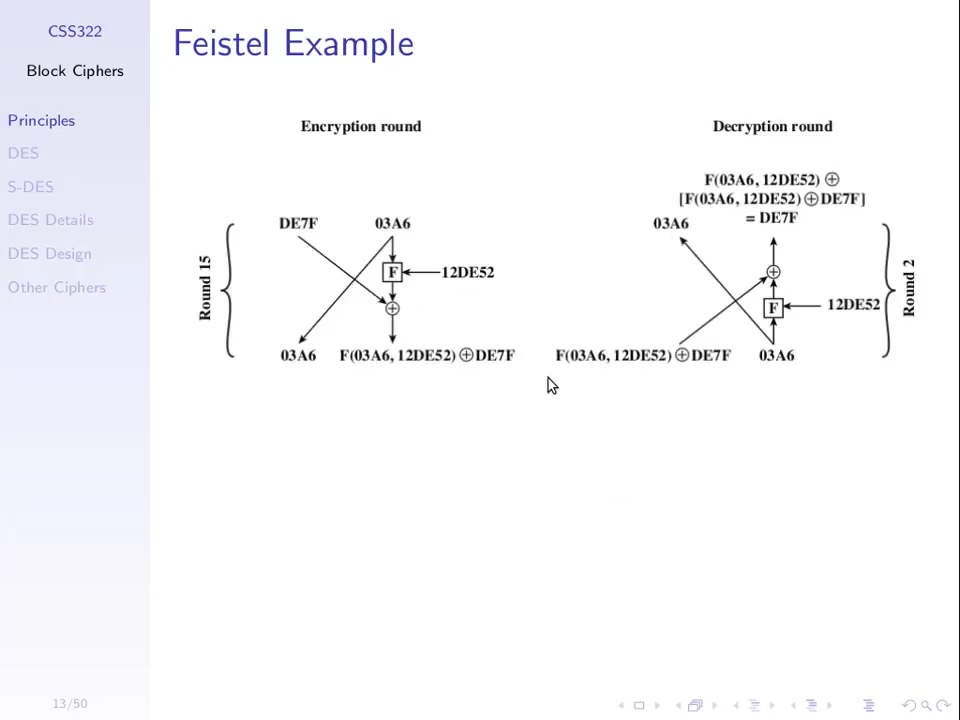 CSS322
Block Ciphers
Principles
DES
S-DES
DES Details
DES Design
Other Ciphers
13/50
Feistel Example
Encryption round
Round 15
DE7F 03A6
F 12DE52
03A6 F(03A6, 12DE52) ⊕ DE7F
Decryption round
F(03A6, 12DE52) ⊕
[F(03A6, 12DE52) ⊕ DE7F]
= DE7F
03A6
F 12DE52
F(03A6, 12DE52) ⊕ DE7F 03A6
Round 2